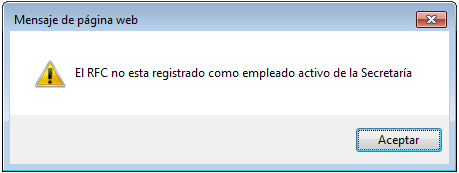 Mensaje de página web
El RFC no esta registrado como empleado activo de la Secretaría
Aceptar